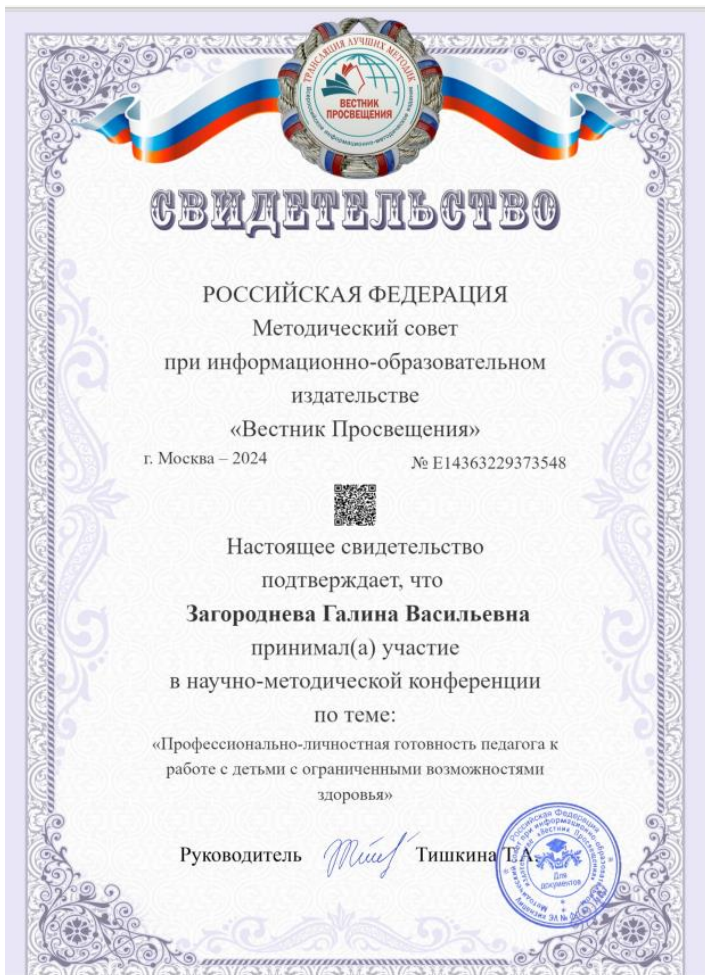 ТРАНСЛЯЦИЯ ЛУЧШИХ МЕТОДИК
ВЕСТНИК
ПРОСВЕЩЕНИЯ
СВИДЕТЕЛЬСТВО
РОССИЙСКАЯ ФЕДЕРАЦИЯ
Методический совет
при информационно-образовательном
издательстве
«Вестник Просвещения»
г. Москва – 2024
№ E14363229373548
Настоящее свидетельство
подтверждает, что
Загороднева Галина Васильевна
принимал(а) участие
в научно-методической конференции
по теме:
«Профессионально-личностная готовность педагога к
работе с детьми с ограниченными возможностями
здоровья»
Руководитель Тишкина Т.А.
Российская Федерация
Для
документов